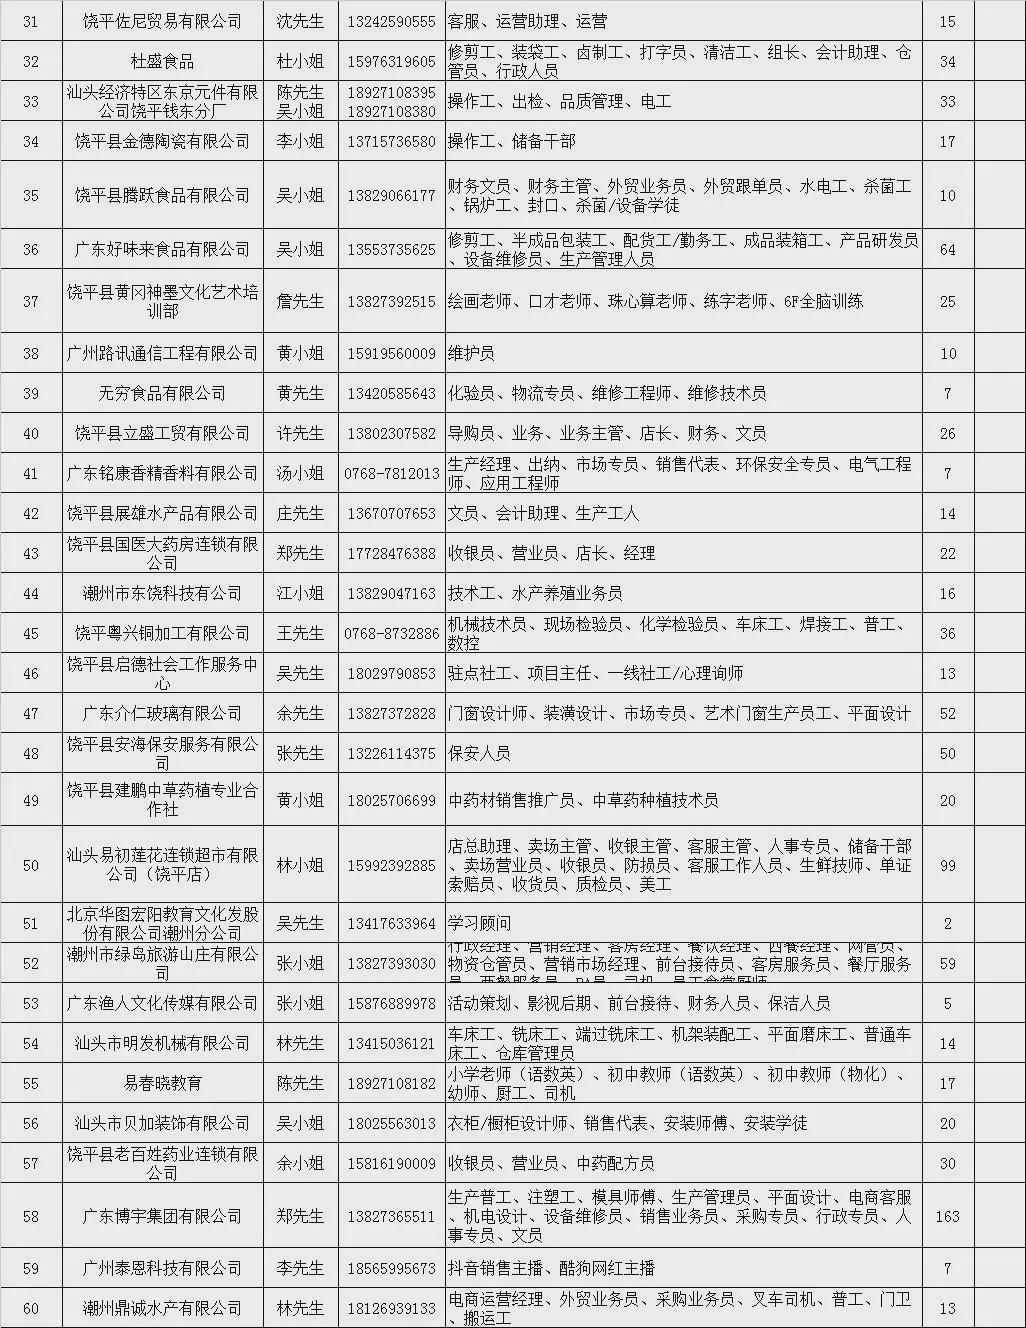 31 饶平佐尼贸易有限公司 沈先生 13242590555 客服、运营助理、运营 15
32 杜盛食品 杜小姐 15976319605 修剪工、装袋工、卤制工、打字员、清洁工、组长、会计助理、仓
管员、行政人员 34
33 汕头经济特区东京元件有限
公司饶平钱东分厂 陈先生
吴小姐 18927108395
18927108380 操作工、出检、品质管理、电工 33
34 饶平县金德陶瓷有限公司 李小姐 13715736580 操作工、储备干部 17
35 饶平县腾跃食品有限公司 吴小姐 13829066177 财务文员、财务主管、外贸业务员、外贸跟单员、水电工、杀菌工
、锅炉工、封口、杀菌/设备学徒 10
36 广东好味来食品有限公司 吴小姐 13553735625 修剪工、半成品包装工、配货工/勤务工、成品装箱工、产品研发员
、设备维修员、生产管理人员 64
37 饶平县黄冈神墨文化艺术培
训部 詹先生 13827392515 绘画老师、口才老师、珠心算老师、练字老师、6F全脑训练 25
38 广州路讯通信工程有限公司 黄小姐 15919560009 维护员 10
39 无穷食品有限公司 黄先生 13420585643 化验员、物流专员、维修工程师、维修技术员 7
40 饶平县立盛工贸有限公司 许先生 13802307582 导购员、业务、业务主管、店长、财务、文员 26
41 广东铭康香精香料有限公司 汤小姐 0768-7812013 生产经理、出纳、市场专员、销售代表、环保安全专员、电气工程
师、应用工程师 7
42 饶平县展雄水产品有限公司 庄先生 13670707653 文员、会计助理、生产工人 14
43 饶平县国医大药房连锁有限
公司 郑先生 17728476388 收银员、营业员、店长、经理 22
44 潮州市东饶科技有公司 江小姐 13829047163 技术工、水产养殖业务员 16
45 饶平粤兴铜加工有限公司 王先生 0768-8732886 机械技术员、现场检验员、化学检验员、车床工、焊接工、普工、
数控 36
46 饶平县启德社会工作服务中
心 吴先生 18029790853 驻点社工、项目主任、一线社工/心理询师 13
47 广东介仁玻璃有限公司 余先生 13827372828 门窗设计师、装潢设计、市场专员、艺术门窗生产员工、平面设计 52
48 饶平县安海保安服务有限公
司 张先生 13226114375 保安人员 50
49 饶平县建鹏中草药植专业合
作社 黄小姐 18025706699 中药材销售推广员、中草药种植技术员 20
50 汕头易初莲花连锁超市有限
公司（饶平店） 林小姐 15992392885 店总助理、卖场主管、收银主管、客服主管、人事专员、储备干部
、卖场营业员、收银员、防损员、客服工作人员、生鲜技师、单证
索赔员、收货员、质检员、美工 99
51 北京华图宏阳教育文化发股
份有限公司潮州分公司 吴先生 13417633964 学习顾问 2
52 潮州市绿岛旅游山庄有限公
司 张小姐 13827393030 行政经理、营销经理、客房经理、餐饮经理、西餐经理、网管员、
物资仓管员、营销市场经理、前台接待员、客房服务员、餐厅服务
59
53 广东渔人文化传媒有限公司 张小姐 15876889978 活动策划、影视后期、前台接待、财务人员、保洁人员 5
54 汕头市明发机械有限公司 林先生 13415036121 车床工、铣床工、端过铣床工、机架装配工、平面磨床工、普通车
床工、仓库管理员 14
55 易春晓教育 陈先生 18927108182 小学老师（语数英）、初中教师（语数英）、初中教师（物化）、
幼师、厨工、司机 17
56 汕头市贝加装饰有限公司 吴小姐 18025563013 衣柜/橱柜设计师、销售代表、安装师傅、安装学徒 20
57 饶平县老百姓药业连锁有限
公司 余小姐 15816190009 收银员、营业员、中药配方员 30
58 广东博宇集团有限公司 郑先生 13827365511 生产普工、注塑工、模具师傅、生产管理员、平面设计、电商客服
、机电设计、设备维修员、销售业务员、采购专员、行政专员、人
事专员、文员 163
59 广州泰恩科技有限公司 李先生 18565995673 抖音销售主播、酷狗网红主播 7
60 潮州鼎诚水产有限公司 林先生 18126939133 电商运营经理、外贸业务员、采购业务员、叉车司机、普工、门卫
、搬运工 13